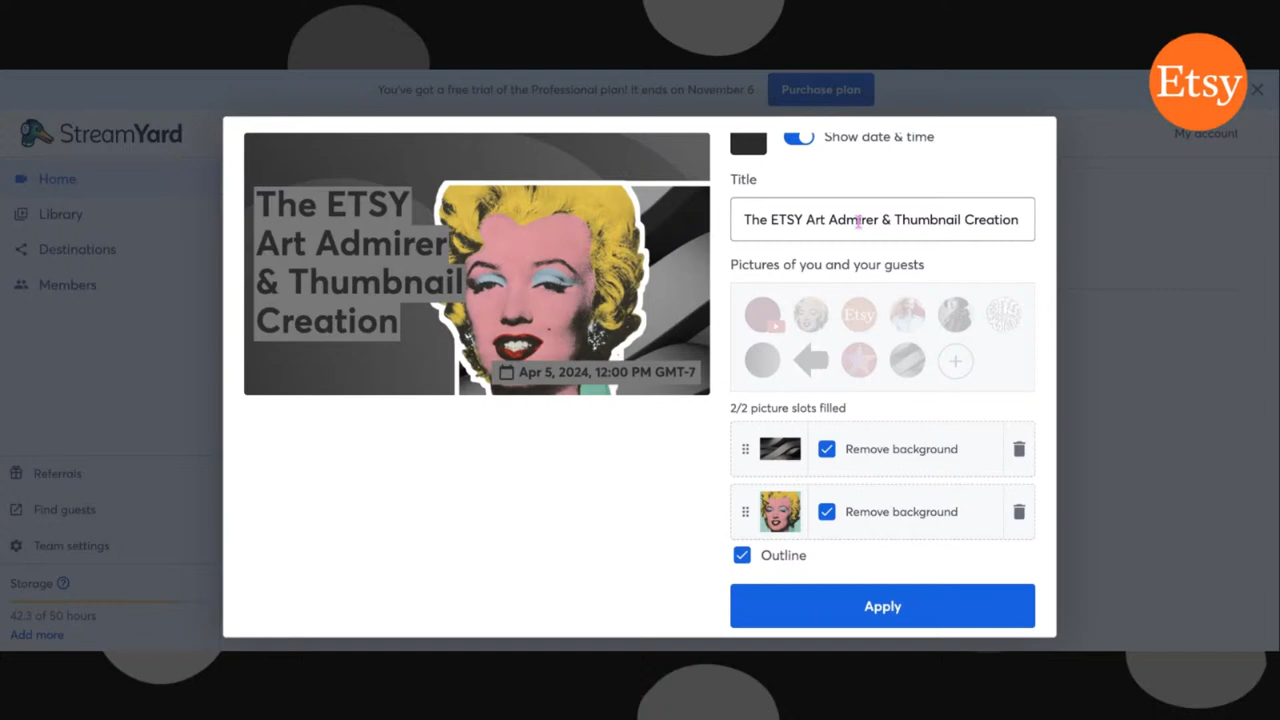 Etsy
You've got a free trial of the Professional plan! it ends on November 6
Purchase plan
StreamYard
My account
Home
Library
Destinations
Members
Referrals
Find guests
Team settings
Storage
42.3 of 50 hours
Add more
The ETSY
Art Admirer
& Thumbnail
Creation
Apr 5, 2024, 12:00 PM GMT-7
Show date & time
Title
The ETSY Art Admirer & Thumbnail Creation
Pictures of you and your guests
Etsy
2/2 picture slots filled
Remove background
Remove background
Outline
Apply